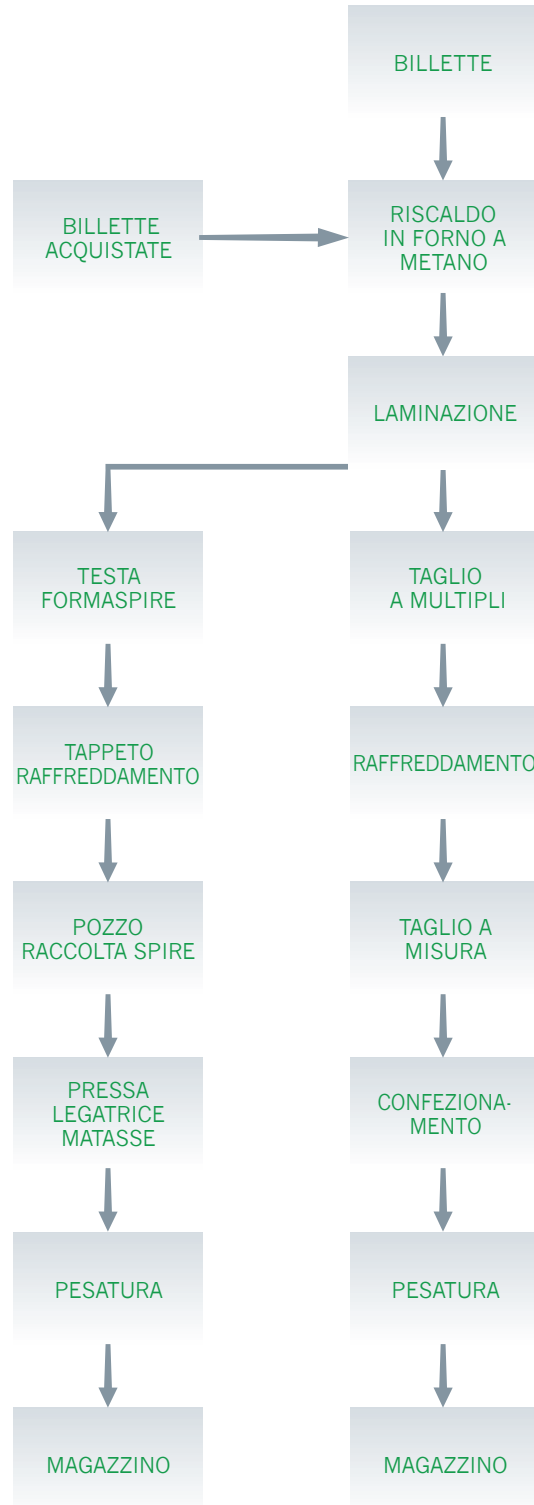 BILLETTE
BILLETTE
ACQUISTATE
RISCALDO
IN FORNO A
METANO
LAMINAZIONE
TESTA
FORMASPIRE
TAGLIO
A MULTIPLI
TAPPETO
RAFFREDDAMENTO
RAFFREDDAMENTO
POZZO
RACCOLTA SPIRE
TAGLIO A
MISURA
PRESSA
LEGATRICE
MATASSE
CONFEZIONA-
MENTO
PESATURA
PESATURA
MAGAZZINO
MAGAZZINO